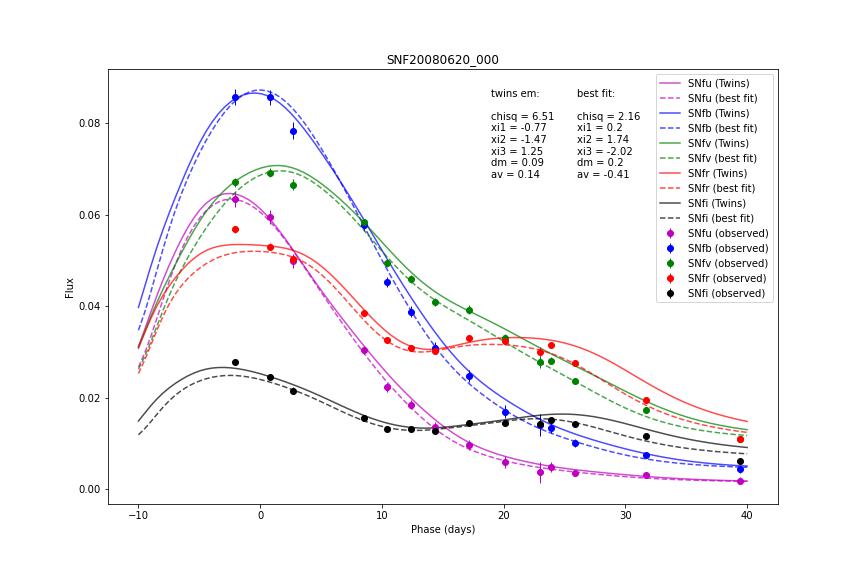 SNF20080620_000
twins em: best fit:
chisq = 6.51 chisq = 2.16
xi1 = -0.77 xi1 = 0.2
xi2 = -1.47 xi2 = 1.74
xi3 = 1.25 xi3 = -2.02
dm = 0.09 dm = 0.2
av = 0.14 av = -0.41
SNfu (Twins)
SNfu (best fit)
SNfb (Twins)
SNfb (best fit)
SNfv (Twins)
SNfv (best fit)
SNfr (Twins)
SNfr (best fit)
SNfi (Twins)
SNfi (best fit)
SNfu (observed)
SNfb (observed)
SNfv (observed)
SNfr (observed)
SNfi (observed)
Flux
0.08
0.06
0.04
0.02
0.00
−10 0 10 20 30 40
Phase (days)